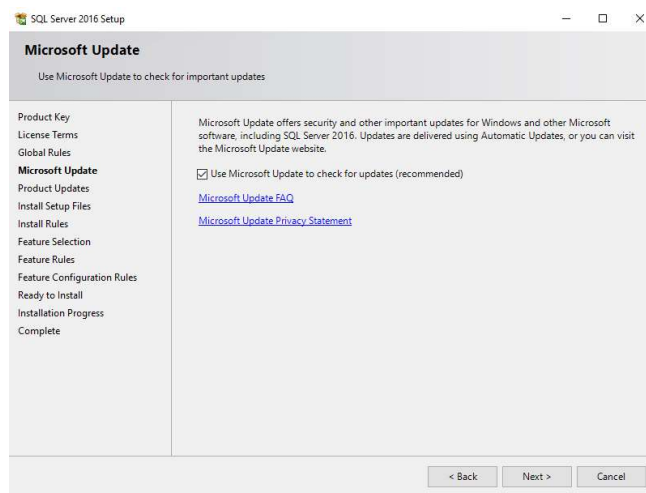 SQL Server 2016 Setup
Microsoft Update
Use Microsoft Update to check for important updates
Product Key
License Terms
Global Rules
Microsoft Update
Product Updates
Install Setup Files
Install Rules
Feature Selection
Feature Rules
Feature Configuration Rules
Ready to Install
Installation Progress
Complete
Microsoft Update offers security and other important updates for Windows and other Microsoft
software, including SQL Server 2016. Updates are delivered using Automatic Updates, or you can visit
the Microsoft Update website.
Use Microsoft Update to check for updates (recommended)
Microsoft Update FAQ
Microsoft Update Privacy Statement
< Back
Next >
Cancel